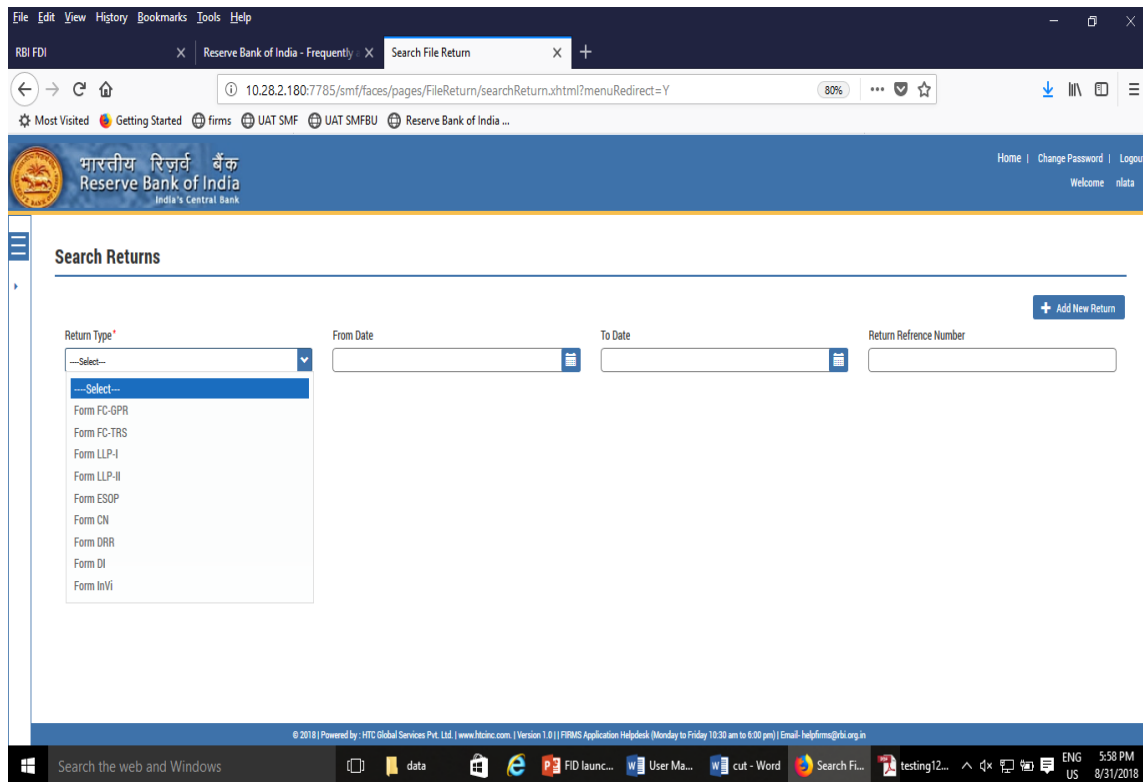 File Edit View History Bookmarks Tools Help
RBI FDI
Reserve Bank of India - Frequently a
Search File Return
10.28.2.180:7785/smf/faces/pages/FileReturn/searchReturn.xhtml?menuRedirect=Y
80%
Most Visited Getting Started firms UAT SMF UAT SMFBU Reserve Bank of India ...
भारतीय रिज़र्व बैंक
Reserve Bank of India
India's Central Bank
Home | Change Password | Logou
Welcome nlata
Search Returns
Add New Return
Return Type* From Date To Date Return Refrence Number
----Select---
----Select---
Form FC-GPR
Form FC-TRS
Form LLP-I
Form LLP-II
Form ESOP
Form CN
Form DRR
Form DI
Form InVi
© 2018 | Powered by : HTC Global Services Pvt. Ltd. | www.htcinc.com. | Version 1.0 | | FIRMS Application Helpdesk (Monday to Friday 10:30 am to 6:00 pm) | Email- helpfirms@rbi.org.in
Search the web and Windows
data
FID launc...
User Ma...
cut - Word
Search Fi...
testing12...
ENG
US
5:58 PM
8/31/2018